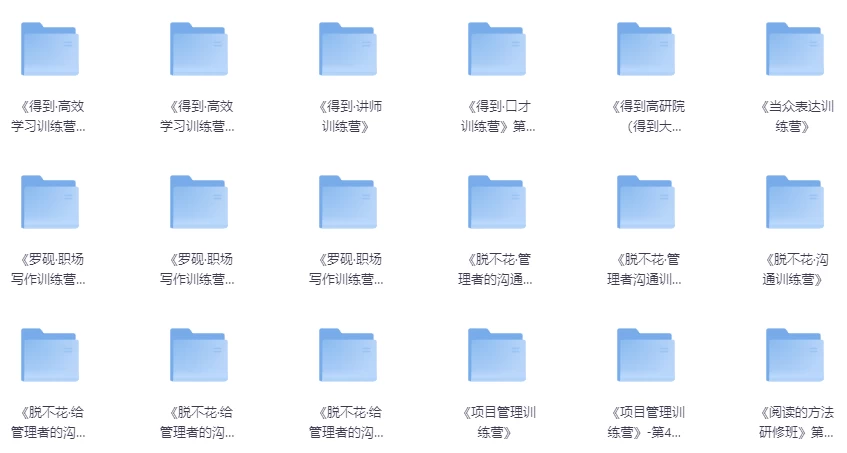 《得到·高效
学习训练营...
《得到·高效
学习训练营...
《得到·讲师
训练营》
《得到·口才
训练营》第...
《得到高研院
（得到大...
《当众表达训
练营》
《罗砚·职场
写作训练营...
《罗砚·职场
写作训练营...
《罗砚·职场
写作训练营...
《脱不花·管
理者的沟通...
《脱不花·管
理者沟通训...
《脱不花·沟
通训练营》
《脱不花·给
管理者的沟...
《脱不花·给
管理者的沟...
《脱不花·给
管理者的沟...
《项目管理训
练营》
《项目管理训
练营》-第4...
《阅读的方法
研修班》第...